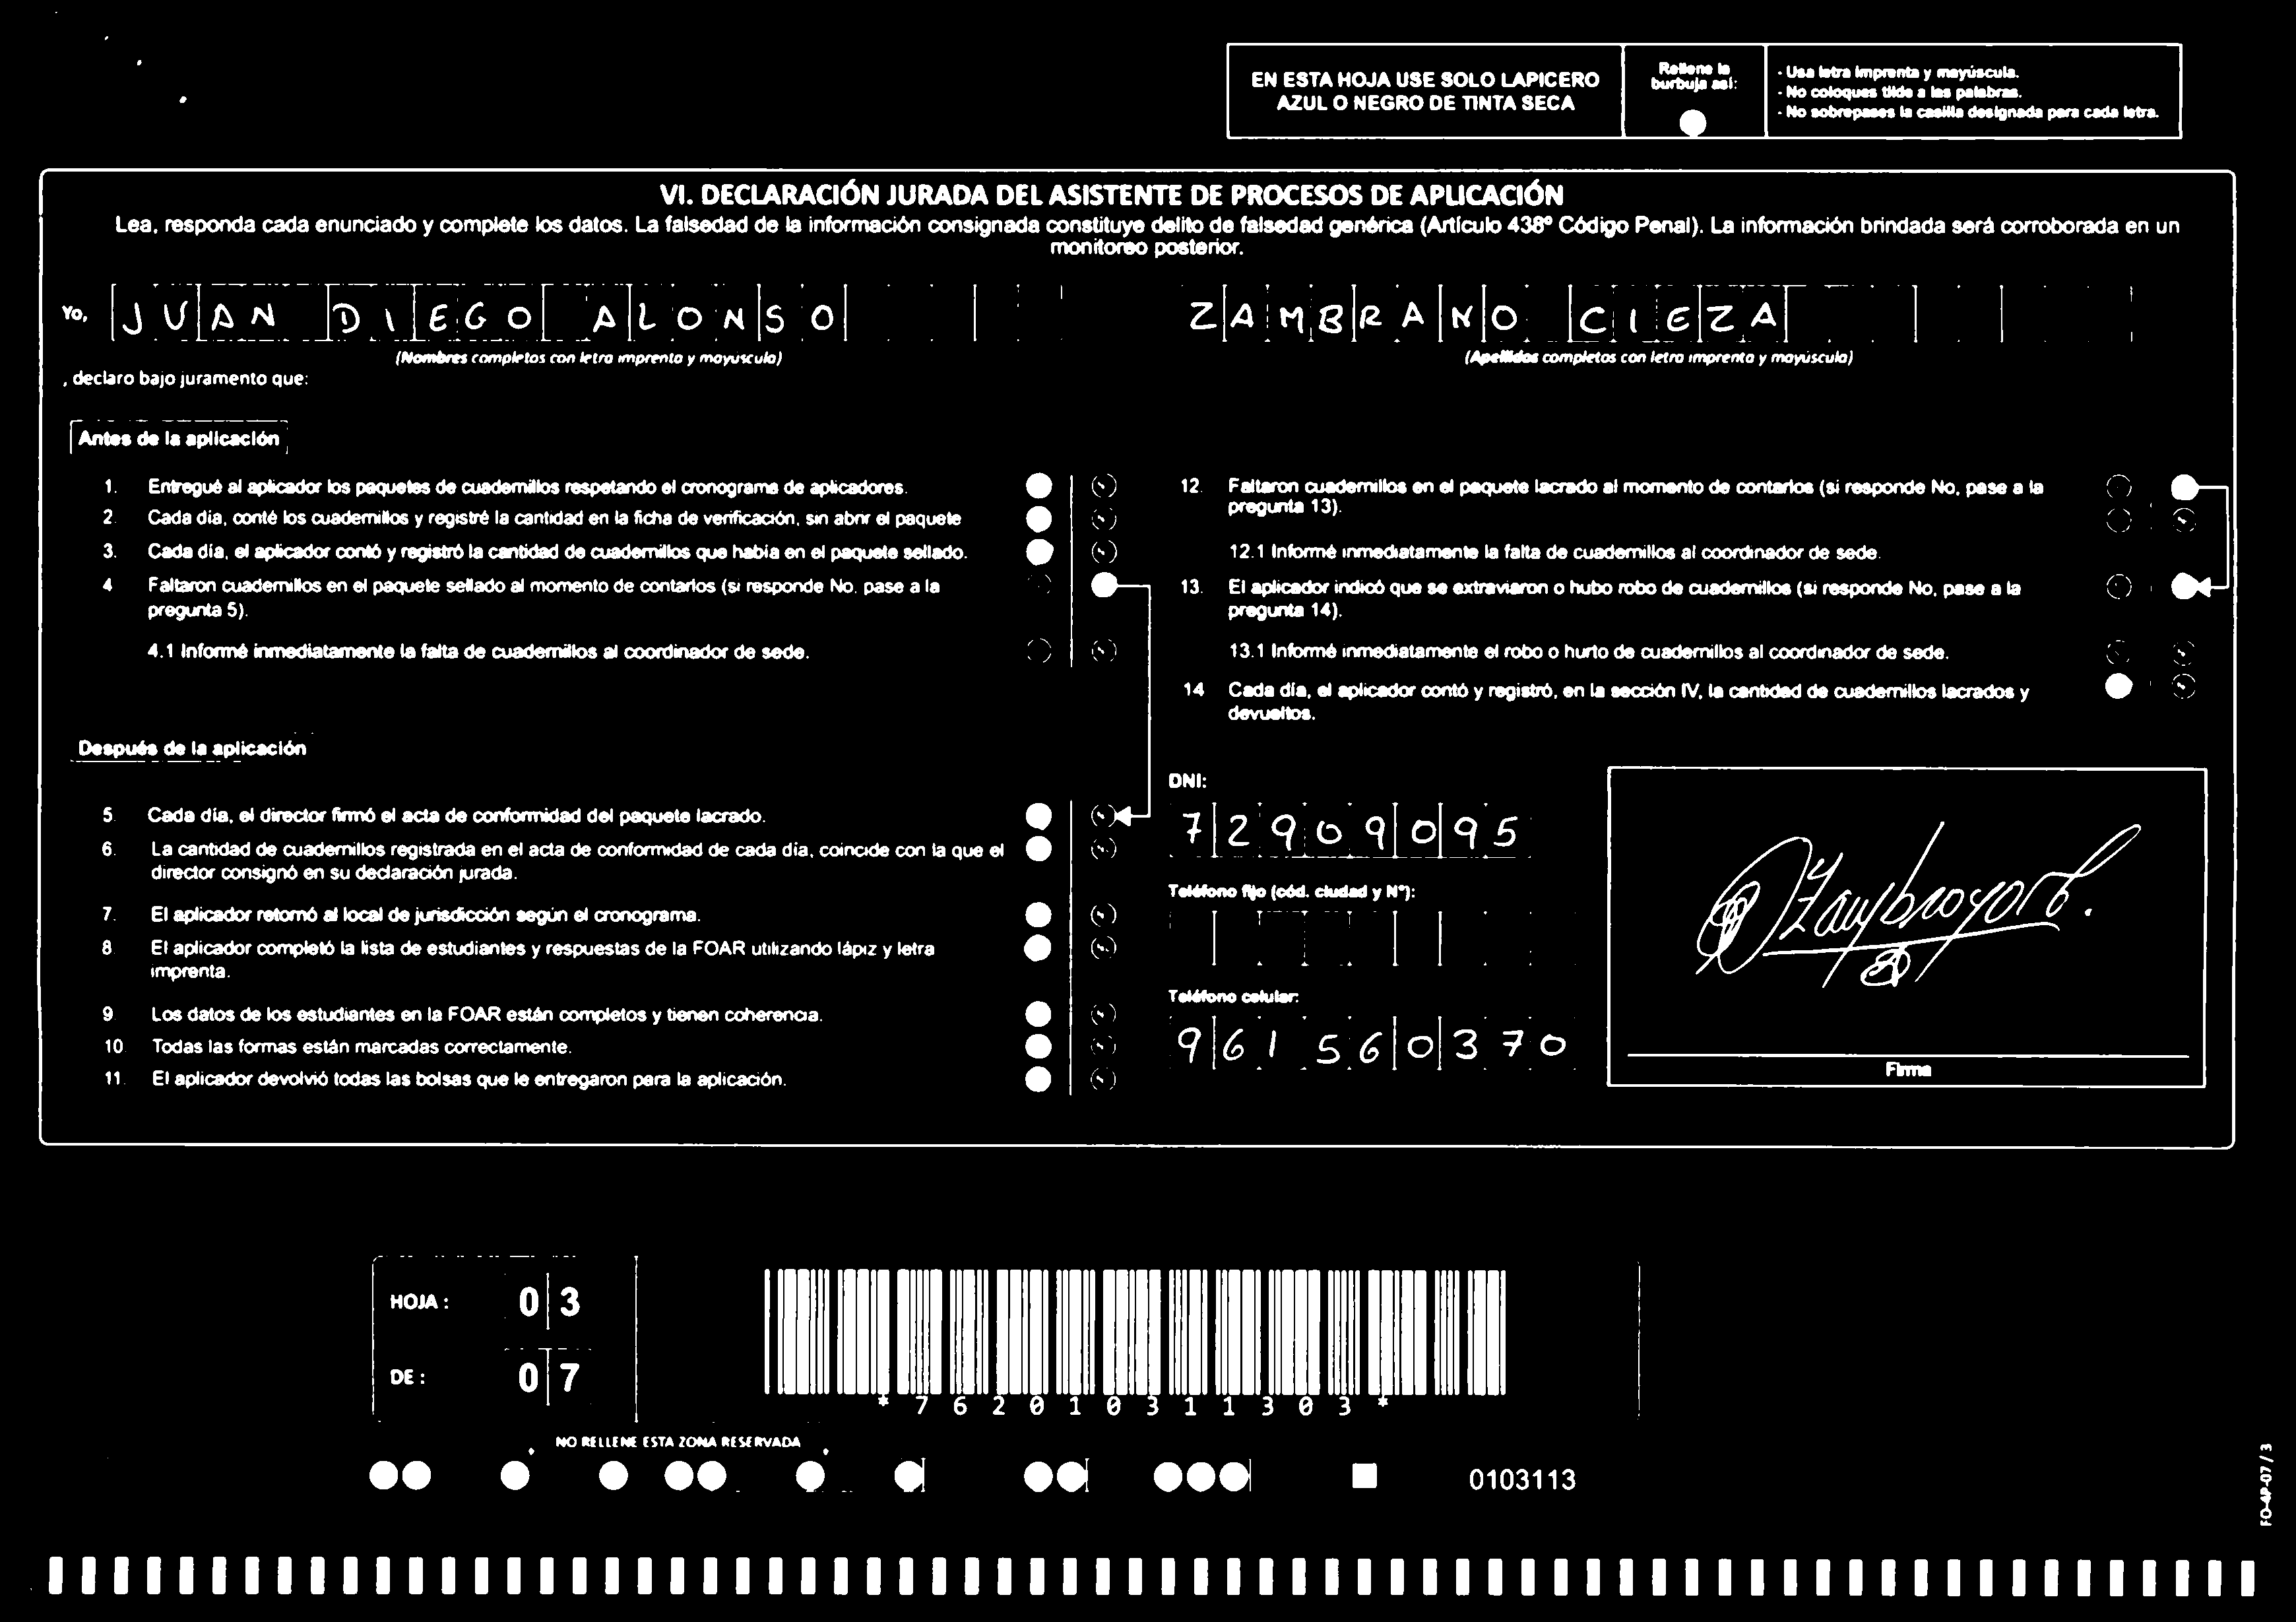 EN ESTA HOJA USE SOLO LAPICERO
AZUL O NEGRO DE TINTA SECA
Rellene la
burbuja así:
- Usa letra imprenta y mayúscula.
- No coloques tilde a las palabras.
- No sobrepases la casilla designada para cada letra.
VI. DECLARACIÓN JURADA DEL ASISTENTE DE PROCESOS DE APLICACIÓN
Lea, responda cada enunciado y complete los datos. La falsedad de la información consignada constituye delito de falsedad genérica (Artículo 438º Código Penal). La información brindada será corroborada en un
monitoreo posterior.
Yo, JUAN DIEGO ALONSO ZAMBRANO CIEZA
(Nombres completos con letra imprenta y mayúscula) (Apellidos completos con letra imprenta y mayúscula)
, declaro bajo juramento que:
Antes de la aplicación
1. Entregué al aplicador los paquetes de cuadernillos respetando el cronograma de aplicadores.
2. Cada día, conté los cuadernillos y registré la cantidad en la ficha de verificación, sin abrir el paquete
3. Cada día, el aplicador contó y registró la cantidad de cuadernillos que había en el paquete sellado.
4 Faltaron cuadernillos en el paquete sellado al momento de contarlos (si responde No, pase a la
pregunta 5).
4.1 Informé inmediatamente la falta de cuadernillos al coordinador de sede.
Después de la aplicación
5. Cada día, el director firmó el acta de conformidad del paquete lacrado.
6. La cantidad de cuadernillos registrada en el acta de conformidad de cada día, coincide con la que el
director consignó en su declaración jurada.
7. El aplicador retornó al local de jurisdicción según el cronograma.
8. El aplicador completó la lista de estudiantes y respuestas de la FOAR utilizando lápiz y letra
imprenta.
9. Los datos de los estudiantes en la FOAR están completos y tienen coherencia.
10 Todas las formas están marcadas correctamente.
11. El aplicador devolvió todas las bolsas que le entregaron para la aplicación.
12. Faltaron cuadernillos en el paquete lacrado al momento de contarlos (si responde No, pase a la
pregunta 13).
12.1 Informé inmediatamente la falta de cuadernillos al coordinador de sede.
13. El aplicador indicó que se extraviaron o hubo robo de cuadernillos (si responde No, pase a la
pregunta 14).
13.1 Informé inmediatamente el robo o hurto de cuadernillos al coordinador de sede.
14 Cada día, el aplicador contó y registró, en la sección IV, la cantidad de cuadernillos lacrados y
devueltos.
DNI:
72909095
Teléfono fijo (cód. ciudad y N°):
Teléfono celular:
961560370
Firma
HOJA : 03
DE : 07
*762010311303*
NO RELLENE ESTA ZONA RESERVADA
0103113
FO-4P-07 / 3